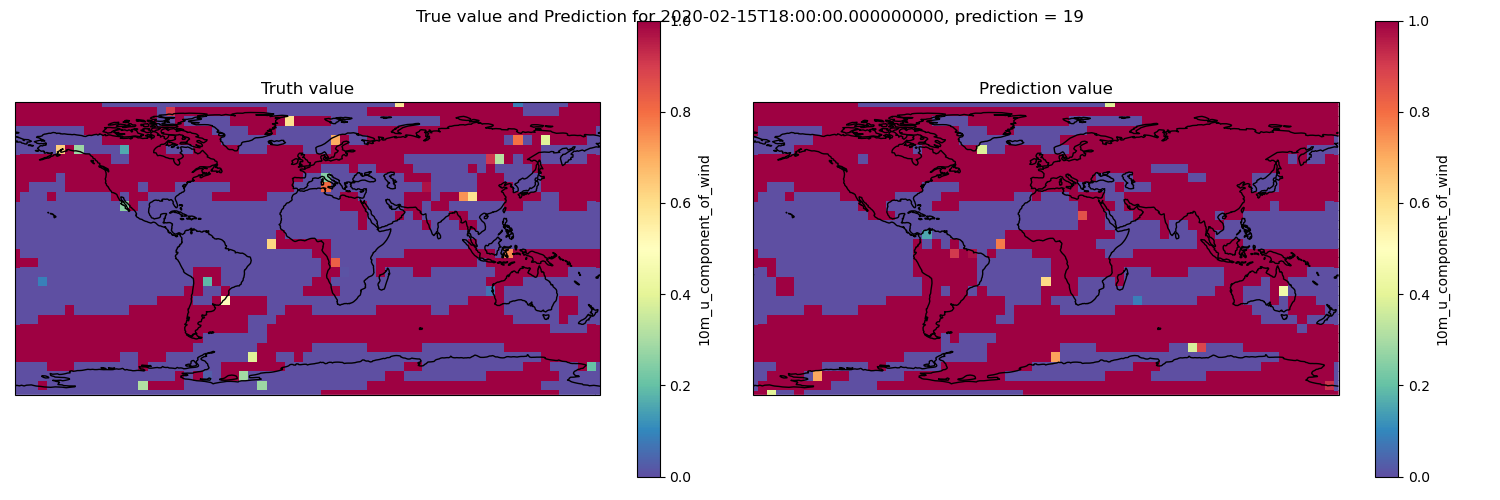 True value and Prediction for 2020-02-15T18:00:00.000000000, prediction = 19
Truth value
1.0
0.8
0.6
0.4
0.2
0.0
10m_u_component_of_wind
Prediction value
1.0
0.8
0.6
0.4
0.2
0.0
10m_u_component_of_wind